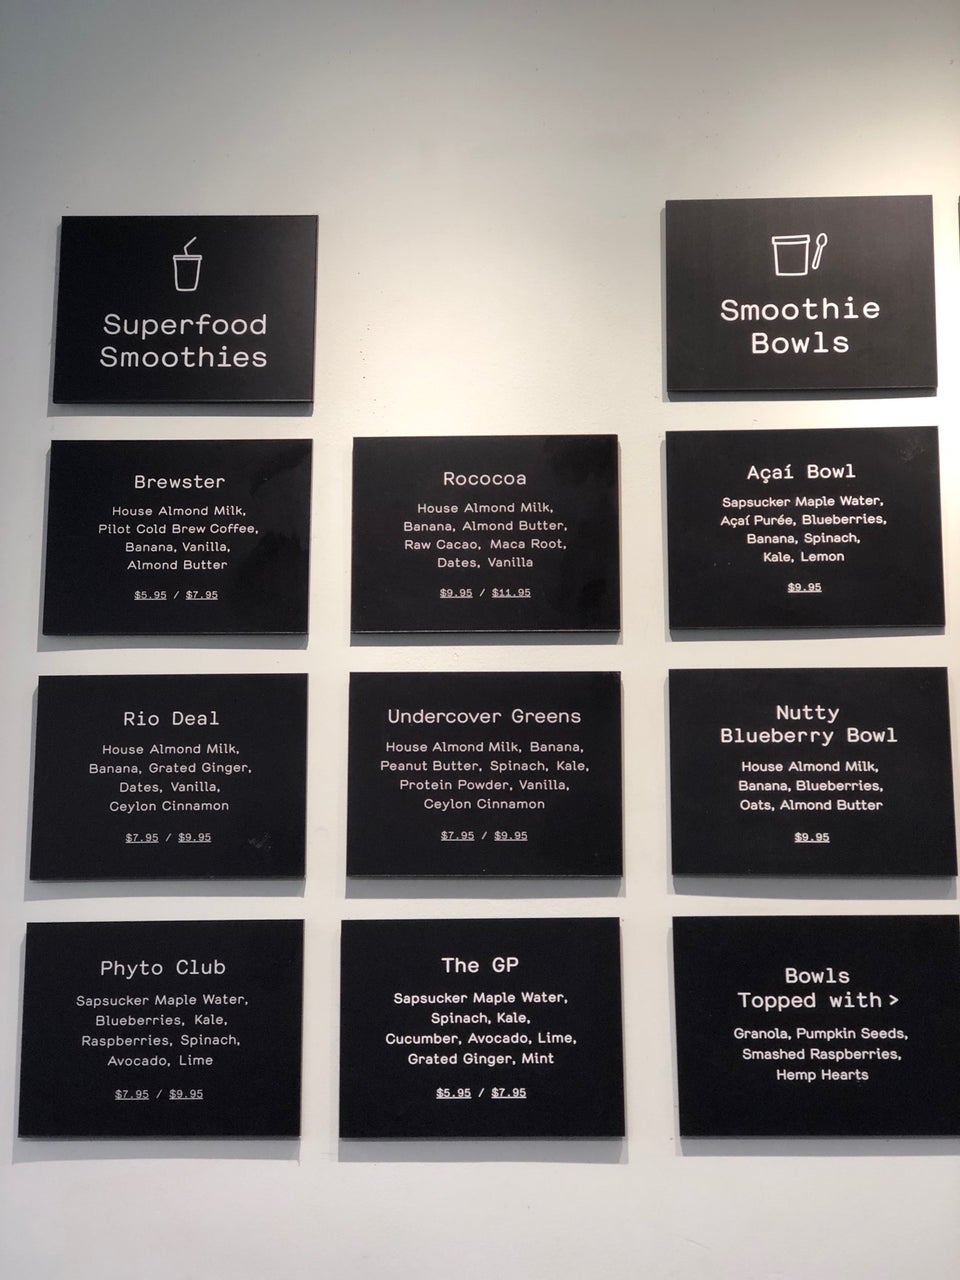 Superfood
Smoothies
Brewster
House Almond Milk,
Pilot Cold Brew Coffee,
Banana, Vanilla,
Almond Butter
$5.95 / $7.95
Rococoa
House Almond Milk,
Banana, Almond Butter,
Raw Cacao, Maca Root,
Dates, Vanilla
$9.95 / $11.95
Rio Deal
House Almond Milk,
Banana, Grated Ginger,
Dates, Vanilla,
Ceylon Cinnamon
$7.95 / $9.95
Undercover Greens
House Almond Milk, Banana,
Peanut Butter, Spinach, Kale,
Protein Powder, Vanilla,
Ceylon Cinnamon
$7.95 / $9.95
Phyto Club
Sapsucker Maple Water,
Blueberries, Kale,
Raspberries, Spinach,
Avocado, Lime
$7.95 / $9.95
The GP
Sapsucker Maple Water,
Spinach, Kale,
Cucumber, Avocado, Lime,
Grated Ginger, Mint
$5.95 / $7.95
Smoothie
Bowls
Açaí Bowl
Sapsucker Maple Water,
Açaí Purée, Blueberries,
Banana, Spinach,
Kale, Lemon
$9.95
Nutty
Blueberry Bowl
House Almond Milk,
Banana, Blueberries,
Oats, Almond Butter
$9.95
Bowls
Topped with >
Granola, Pumpkin Seeds,
Smashed Raspberries,
Hemp Hearts